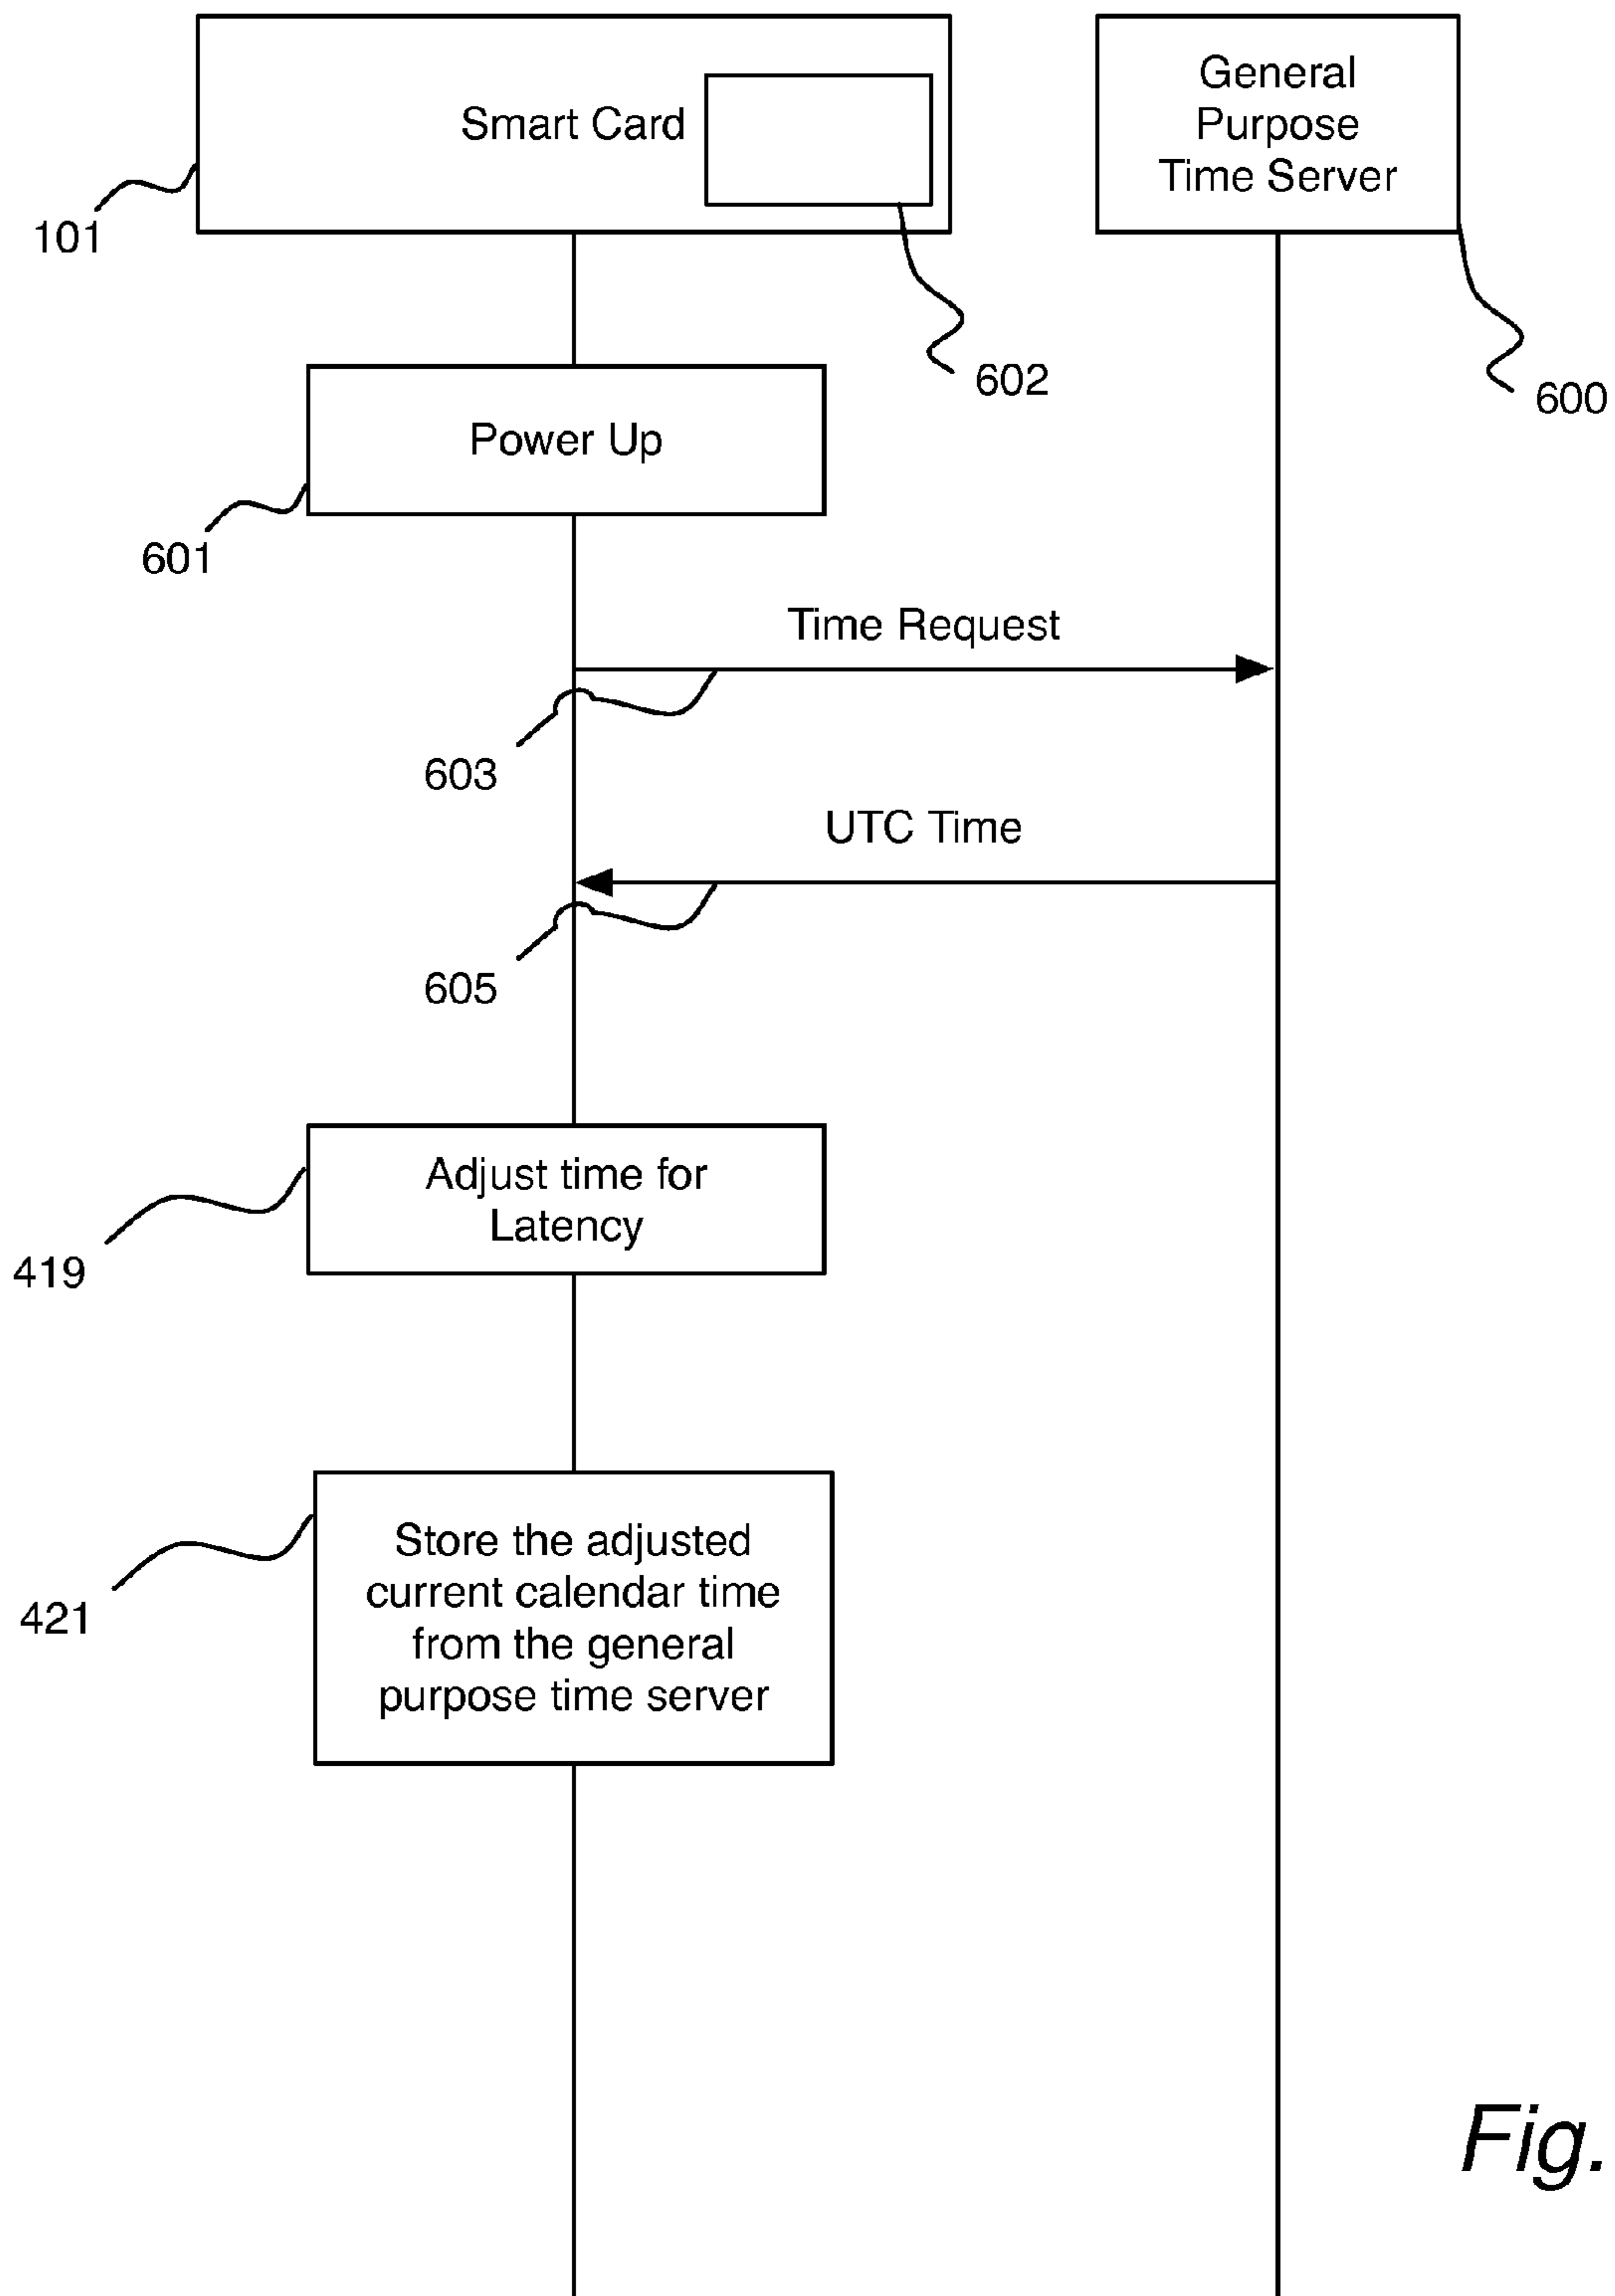 Smart Card
General
Purpose
Time Server
101
602
600
Power Up
601
Time Request
603
UTC Time
605
Adjust time for
Latency
419
Store the adjusted
current calendar time
from the general
purpose time server
421
Fig.